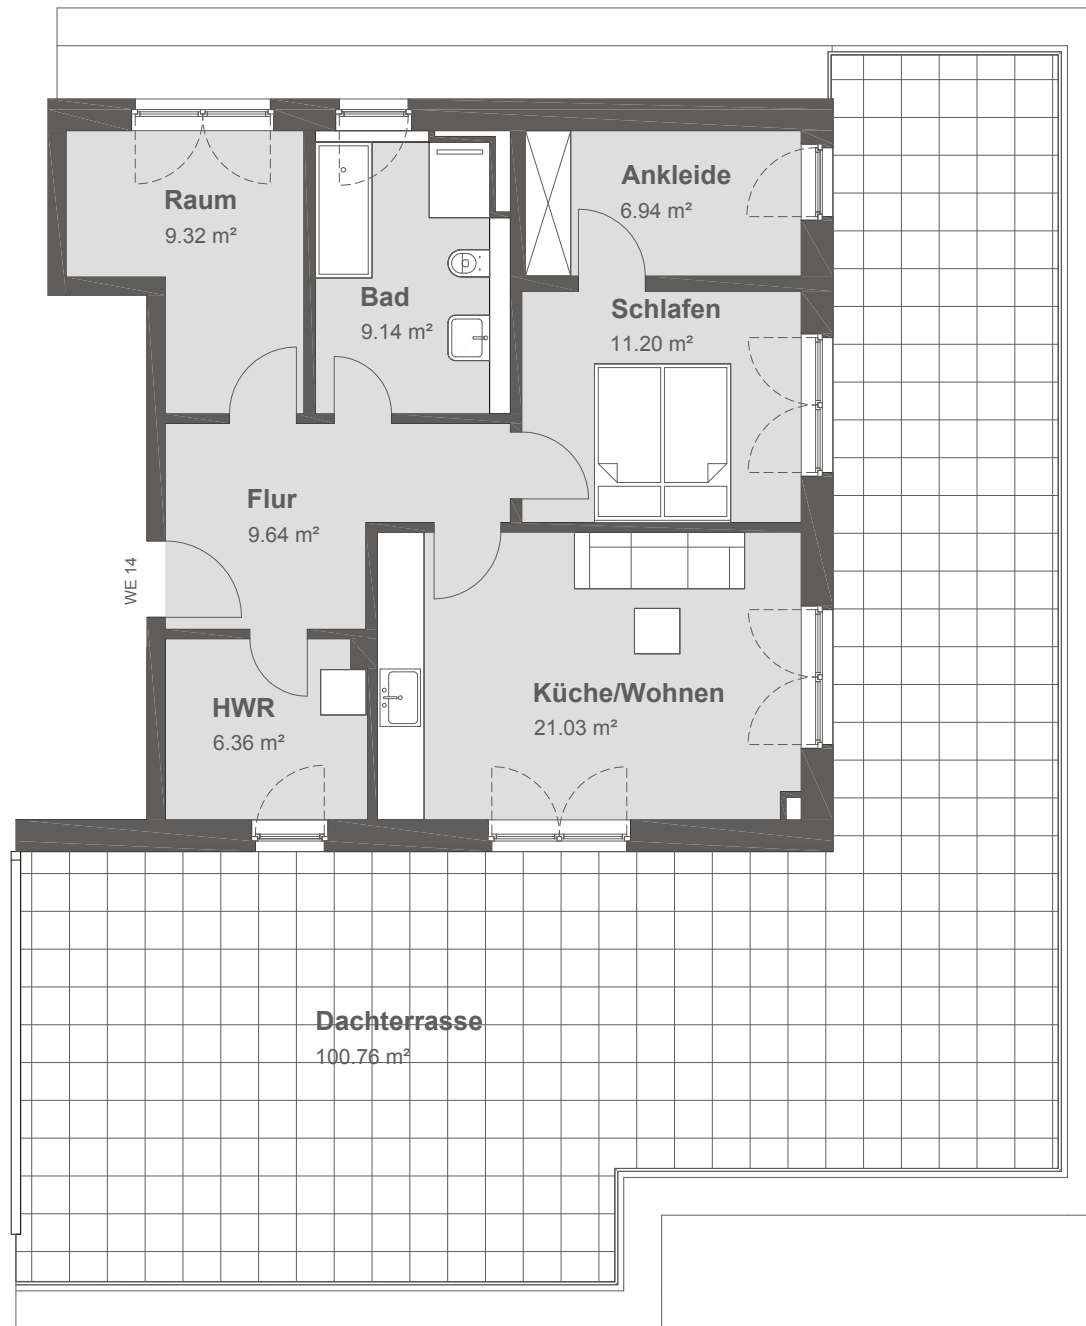 Raum
9.32 m²
Ankleide
6.94 m²
Bad
9.14 m²
Schlafen
11.20 m²
Flur
9.64 m²
WE 14
Küche/Wohnen
21.03 m²
HWR
6.36 m²
Dachterrasse
100.76 m²